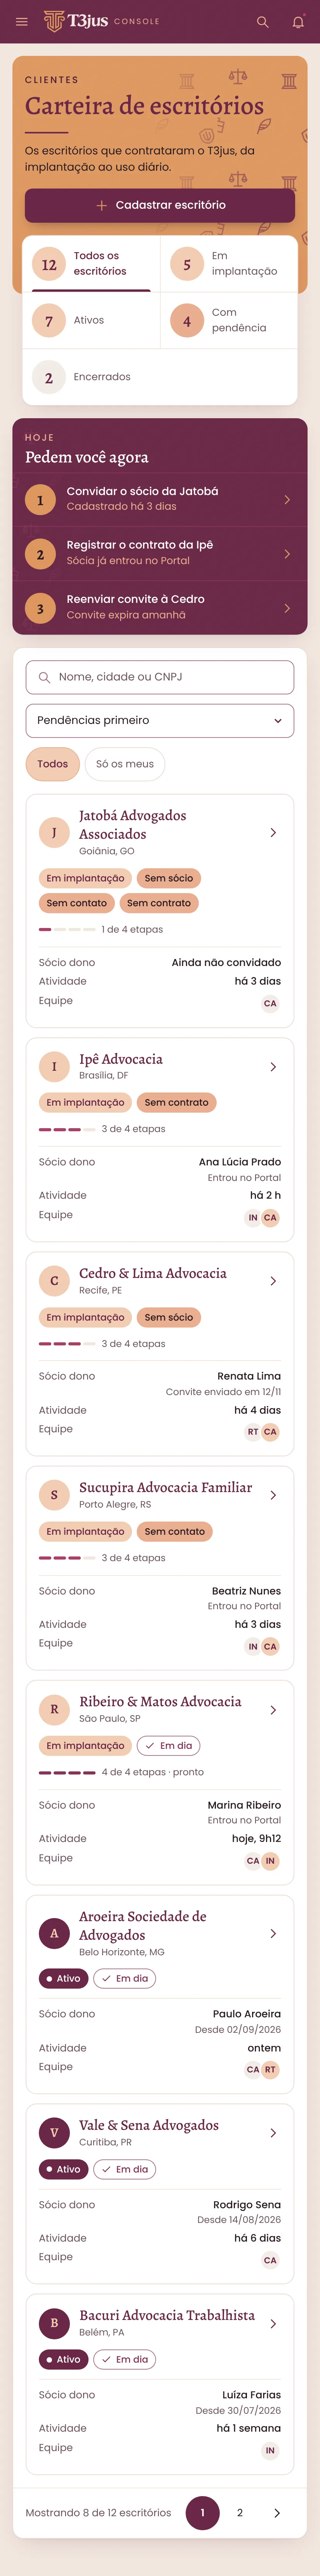 T3jus CONSOLE
CLIENTES
Carteira de escritórios
Os escritórios que contrataram o T3jus, da
implantação ao uso diário.
Cadastrar escritório
12 Todos os
escritórios
5 Em
implantação
7 Ativos
4 Com
pendência
2 Encerrados
HOJE
Pedem você agora
1 Convidar o sócio da Jatobá
Cadastrado há 3 dias
2 Registrar o contrato da Ipê
Sócia já entrou no Portal
3 Reenviar convite à Cedro
Convite expira amanhã
Nome, cidade ou CNPJ
Pendências primeiro
Todos Só os meus
J Jatobá Advogados
Associados
Goiânia, GO
Em implantação Sem sócio
Sem contato Sem contrato
1 de 4 etapas
Sócio dono Ainda não convidado
Atividade há 3 dias
Equipe CA
I Ipê Advocacia
Brasília, DF
Em implantação Sem contrato
3 de 4 etapas
Sócio dono Ana Lúcia Prado
Entrou no Portal
Atividade há 2 h
Equipe IN CA
C Cedro & Lima Advocacia
Recife, PE
Em implantação Sem sócio
3 de 4 etapas
Sócio dono Renata Lima
Convite enviado em 12/11
Atividade há 4 dias
Equipe RT CA
S Sucupira Advocacia Familiar
Porto Alegre, RS
Em implantação Sem contato
3 de 4 etapas
Sócio dono Beatriz Nunes
Entrou no Portal
Atividade há 3 dias
Equipe IN CA
R Ribeiro & Matos Advocacia
São Paulo, SP
Em implantação Em dia
4 de 4 etapas · pronto
Sócio dono Marina Ribeiro
Entrou no Portal
Atividade hoje, 9h12
Equipe CA IN
A Aroeira Sociedade de
Advogados
Belo Horizonte, MG
Ativo Em dia
Sócio dono Paulo Aroeira
Desde 02/09/2026
Atividade ontem
Equipe CA RT
V Vale & Sena Advogados
Curitiba, PR
Ativo Em dia
Sócio dono Rodrigo Sena
Desde 14/08/2026
Atividade há 6 dias
Equipe CA
B Bacuri Advocacia Trabalhista
Belém, PA
Ativo Em dia
Sócio dono Luíza Farias
Desde 30/07/2026
Atividade há 1 semana
Equipe IN
Mostrando 8 de 12 escritórios 1 2